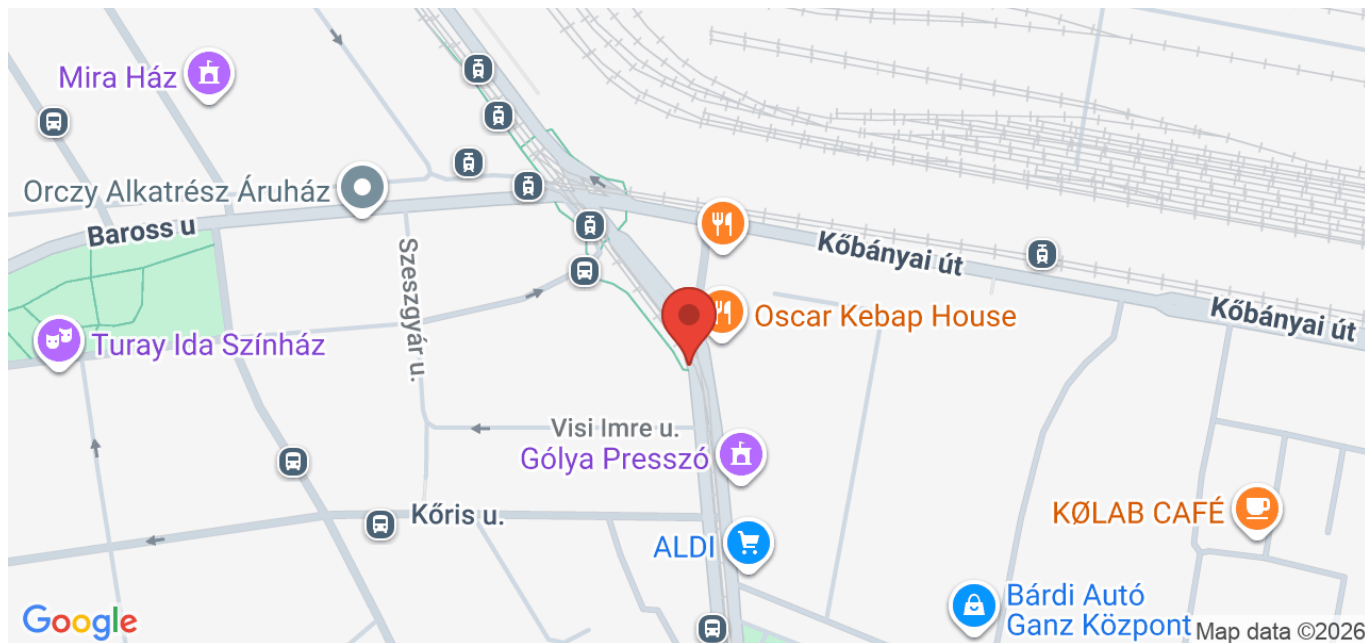 Mira Ház
Orczy Alkatrész Áruház
Baross u
Kőbányai út
Szeszgyár u.
Kőbányai út
Oscar Kebap House
Turay Ida Színház
Visi Imre u.
Gólya Presszó
Kőris u.
KØLAB CAFÉ
ALDI
Bárdi Autó
Ganz Központ
Google
Map data ©2026